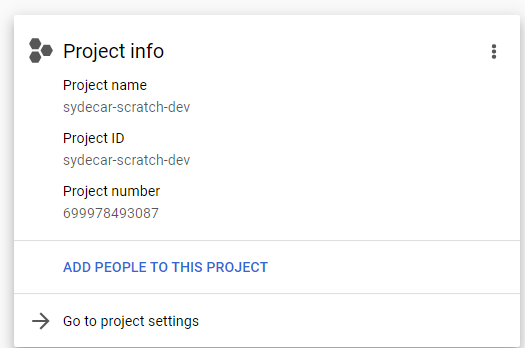 Project info
Project name
sydecar-scratch-dev
Project ID
sydecar-scratch-dev
Project number
699978493087
ADD PEOPLE TO THIS PROJECT
Go to project settings